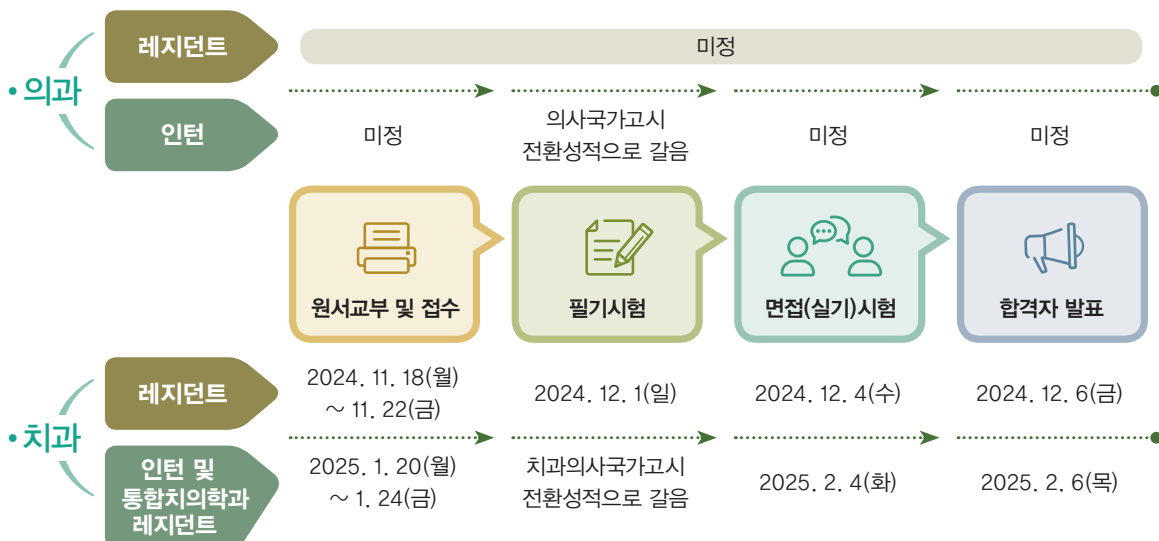 레지던트
미정
• 의과
인턴
미정
의사국가고시
전환성적으로 갈음
미정
미정
원서교부 및 접수
필기시험
면접(실기)시험
합격자 발표
레지던트
2024. 11. 18(월)
~ 11. 22(금)
2024. 12. 1(일)
2024. 12. 4(수)
2024. 12. 6(금)
• 치과
인턴 및
통합치의학과
레지던트
2025. 1. 20(월)
~ 1. 24(금)
치과의사국가고시
전환성적으로 갈음
2025. 2. 4(화)
2025. 2. 6(목)